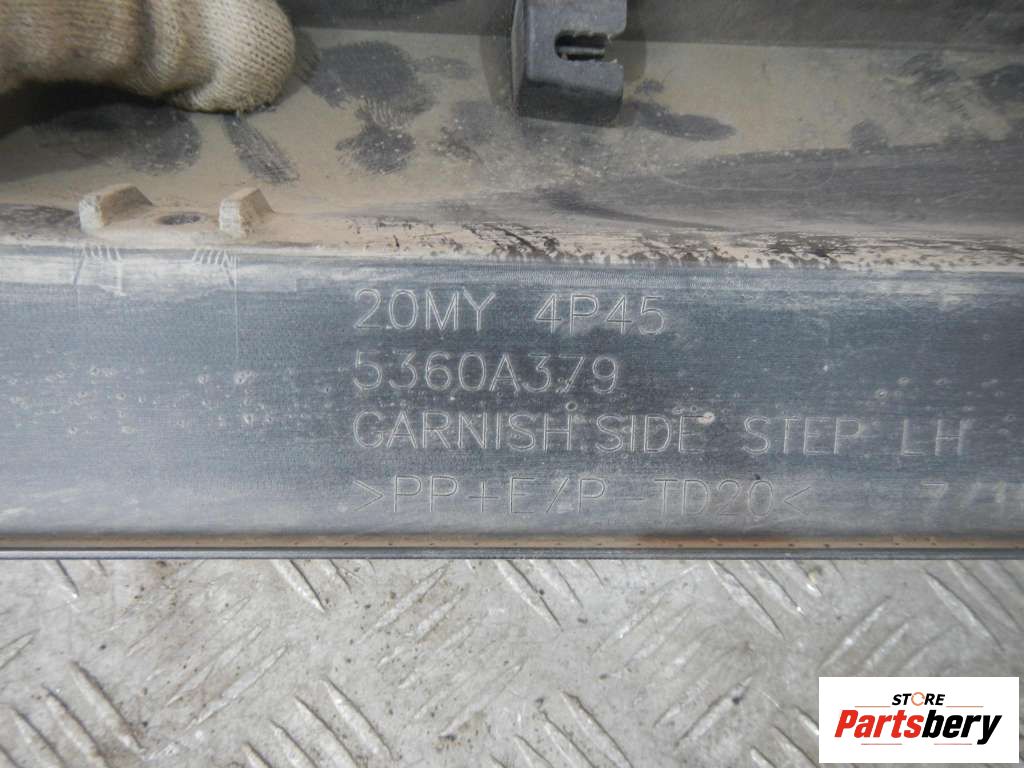 20MY 4P45
5360A379
GARNISH SIDE STEP LH
>PP+E/P-TD20<
STORE
Partsbery